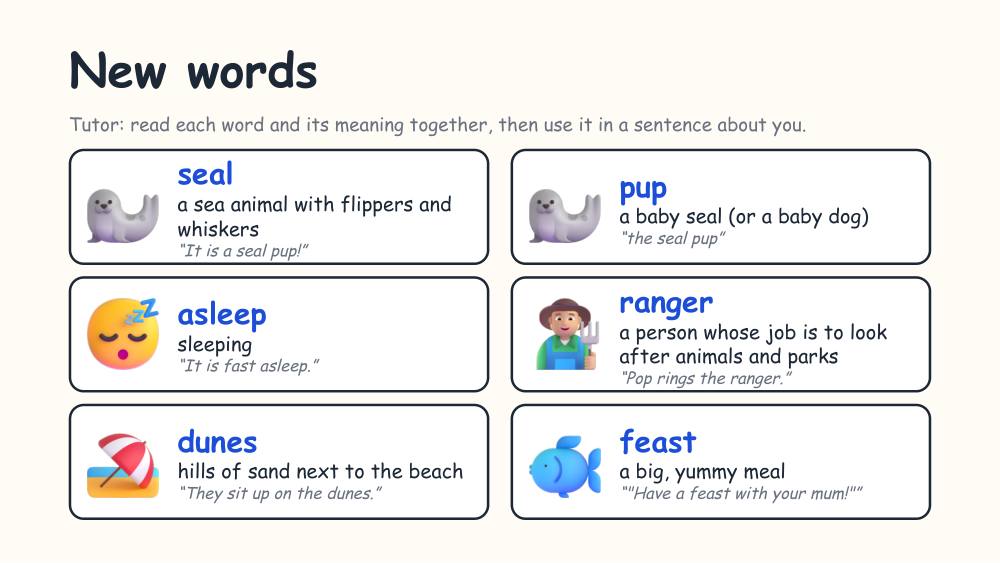 New words
Tutor: read each word and its meaning together, then use it in a sentence about you.
seal
a sea animal with flippers and
whiskers
“It is a seal pup!”
pup
a baby seal (or a baby dog)
“the seal pup”
asleep
sleeping
“It is fast asleep.”
ranger
a person whose job is to look
after animals and parks
“Pop rings the ranger.”
dunes
hills of sand next to the beach
“They sit up on the dunes.”
feast
a big, yummy meal
“"Have a feast with your mum!"”